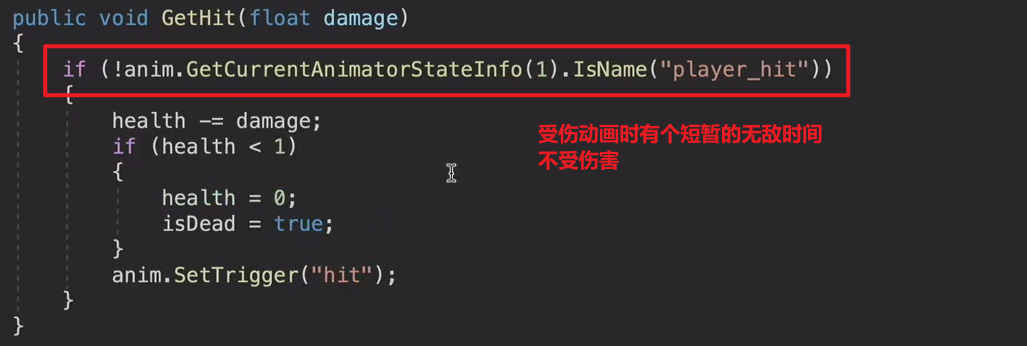 public void GetHit(float damage)
{
if (!anim.GetCurrentAnimatorStateInfo(1).IsName("player_hit"))
{
health -= damage;
if (health < 1)
{
health = 0;
isDead = true;
}
anim.SetTrigger("hit");
}
}
受伤动画时有个短暂的无敌时间
不受伤害